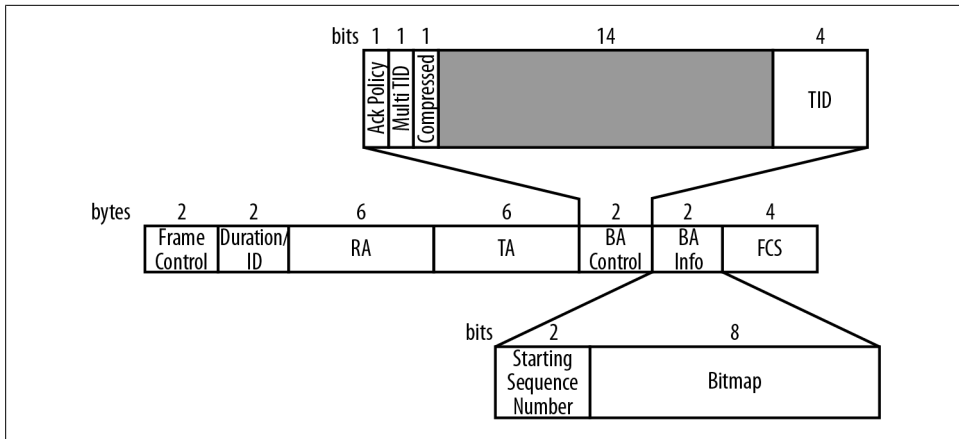 bits 1 1 1 14 4
Ack Policy
Multi TID
Compressed
TID
bytes 2 2 6 6 2 2 4
Frame
Control
Duration/
ID
RA
TA
BA
Control
BA
Info
FCS
bits 2 8
Starting
Sequence
Number
Bitmap